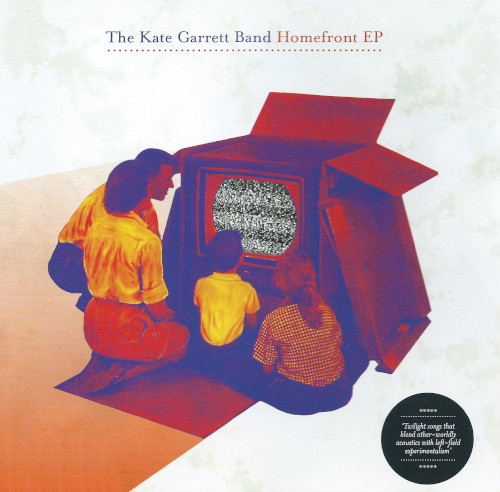 The Kate Garrett Band Homefront EP
"Twilight songs that
blend other-worldly
acoustics with left-field
experimentalism"